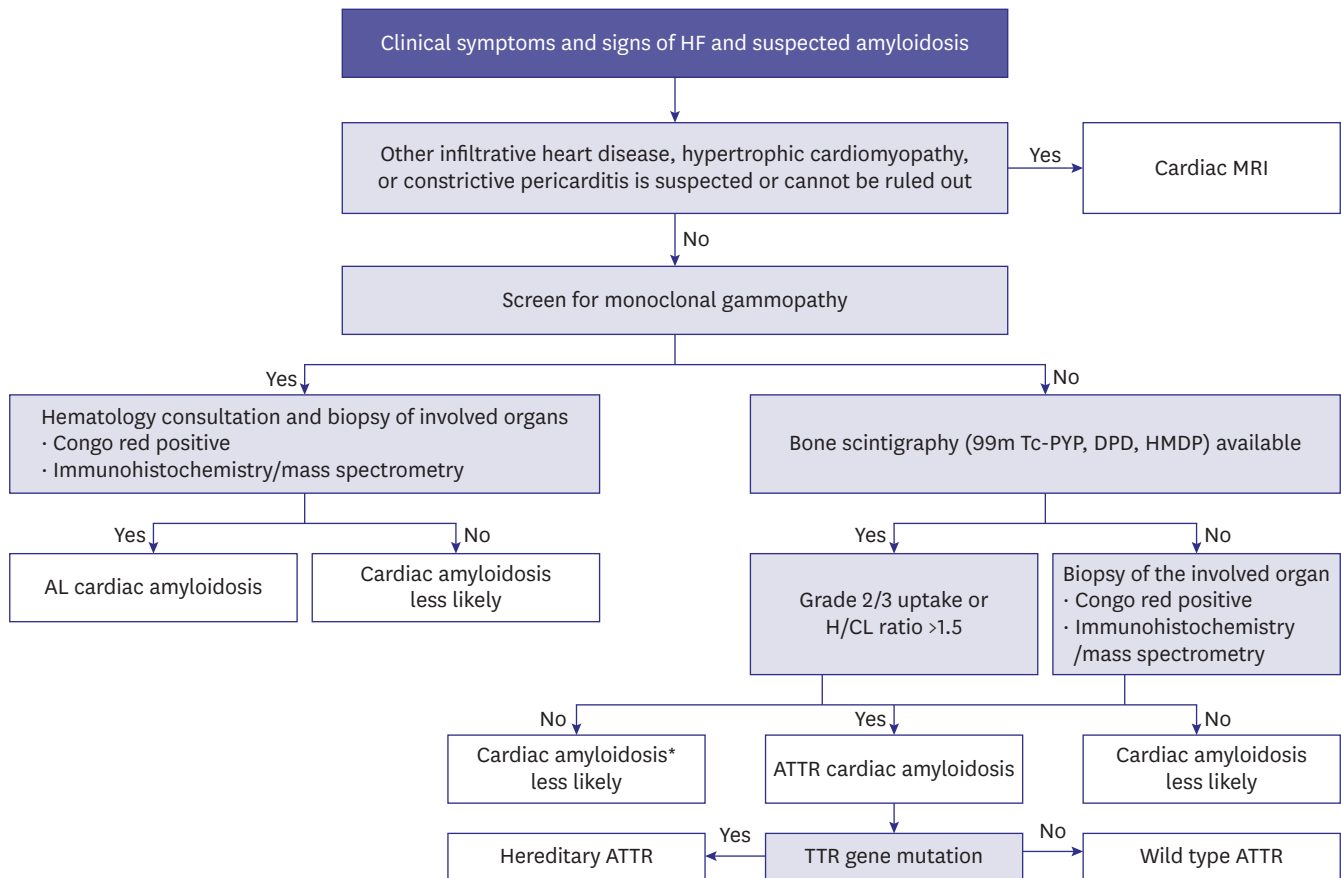 Clinical symptoms and signs of HF and suspected amyloidosis
Other infiltrative heart disease, hypertrophic cardiomyopathy,
or constrictive pericarditis is suspected or cannot be ruled out
Yes
Cardiac MRI
No
Screen for monoclonal gammopathy
Yes
No
Hematology consultation and biopsy of involved organs
· Congo red positive
· Immunohistochemistry/mass spectrometry
Bone scintigraphy (99m Tc-PYP, DPD, HMDP) available
Yes
No
Yes
No
AL cardiac amyloidosis
Cardiac amyloidosis
less likely
Grade 2/3 uptake or
H/CL ratio >1.5
Biopsy of the involved organ
· Congo red positive
· Immunohistochemistry
/mass spectrometry
No
Yes
No
Cardiac amyloidosis*
less likely
ATTR cardiac amyloidosis
Cardiac amyloidosis
less likely
Hereditary ATTR
Yes
TTR gene mutation
No
Wild type ATTR